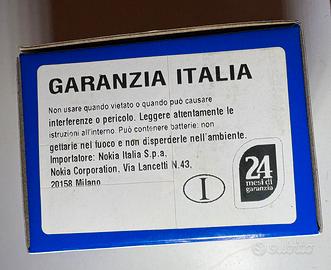 GARANZIA ITALIA
Non usare quando vietato o quando può causare
interferenze o pericolo. Leggere attentamente le
istruzioni all'interno. Può contenere batterie: non
gettarle nel fuoco e non disperderle nell'ambiente.
Importatore: Nokia Italia S.p.a.
Nokia Corporation, Via Lancetti N.43,
20158 Milano
I
24
mesi di
garanzia
subito